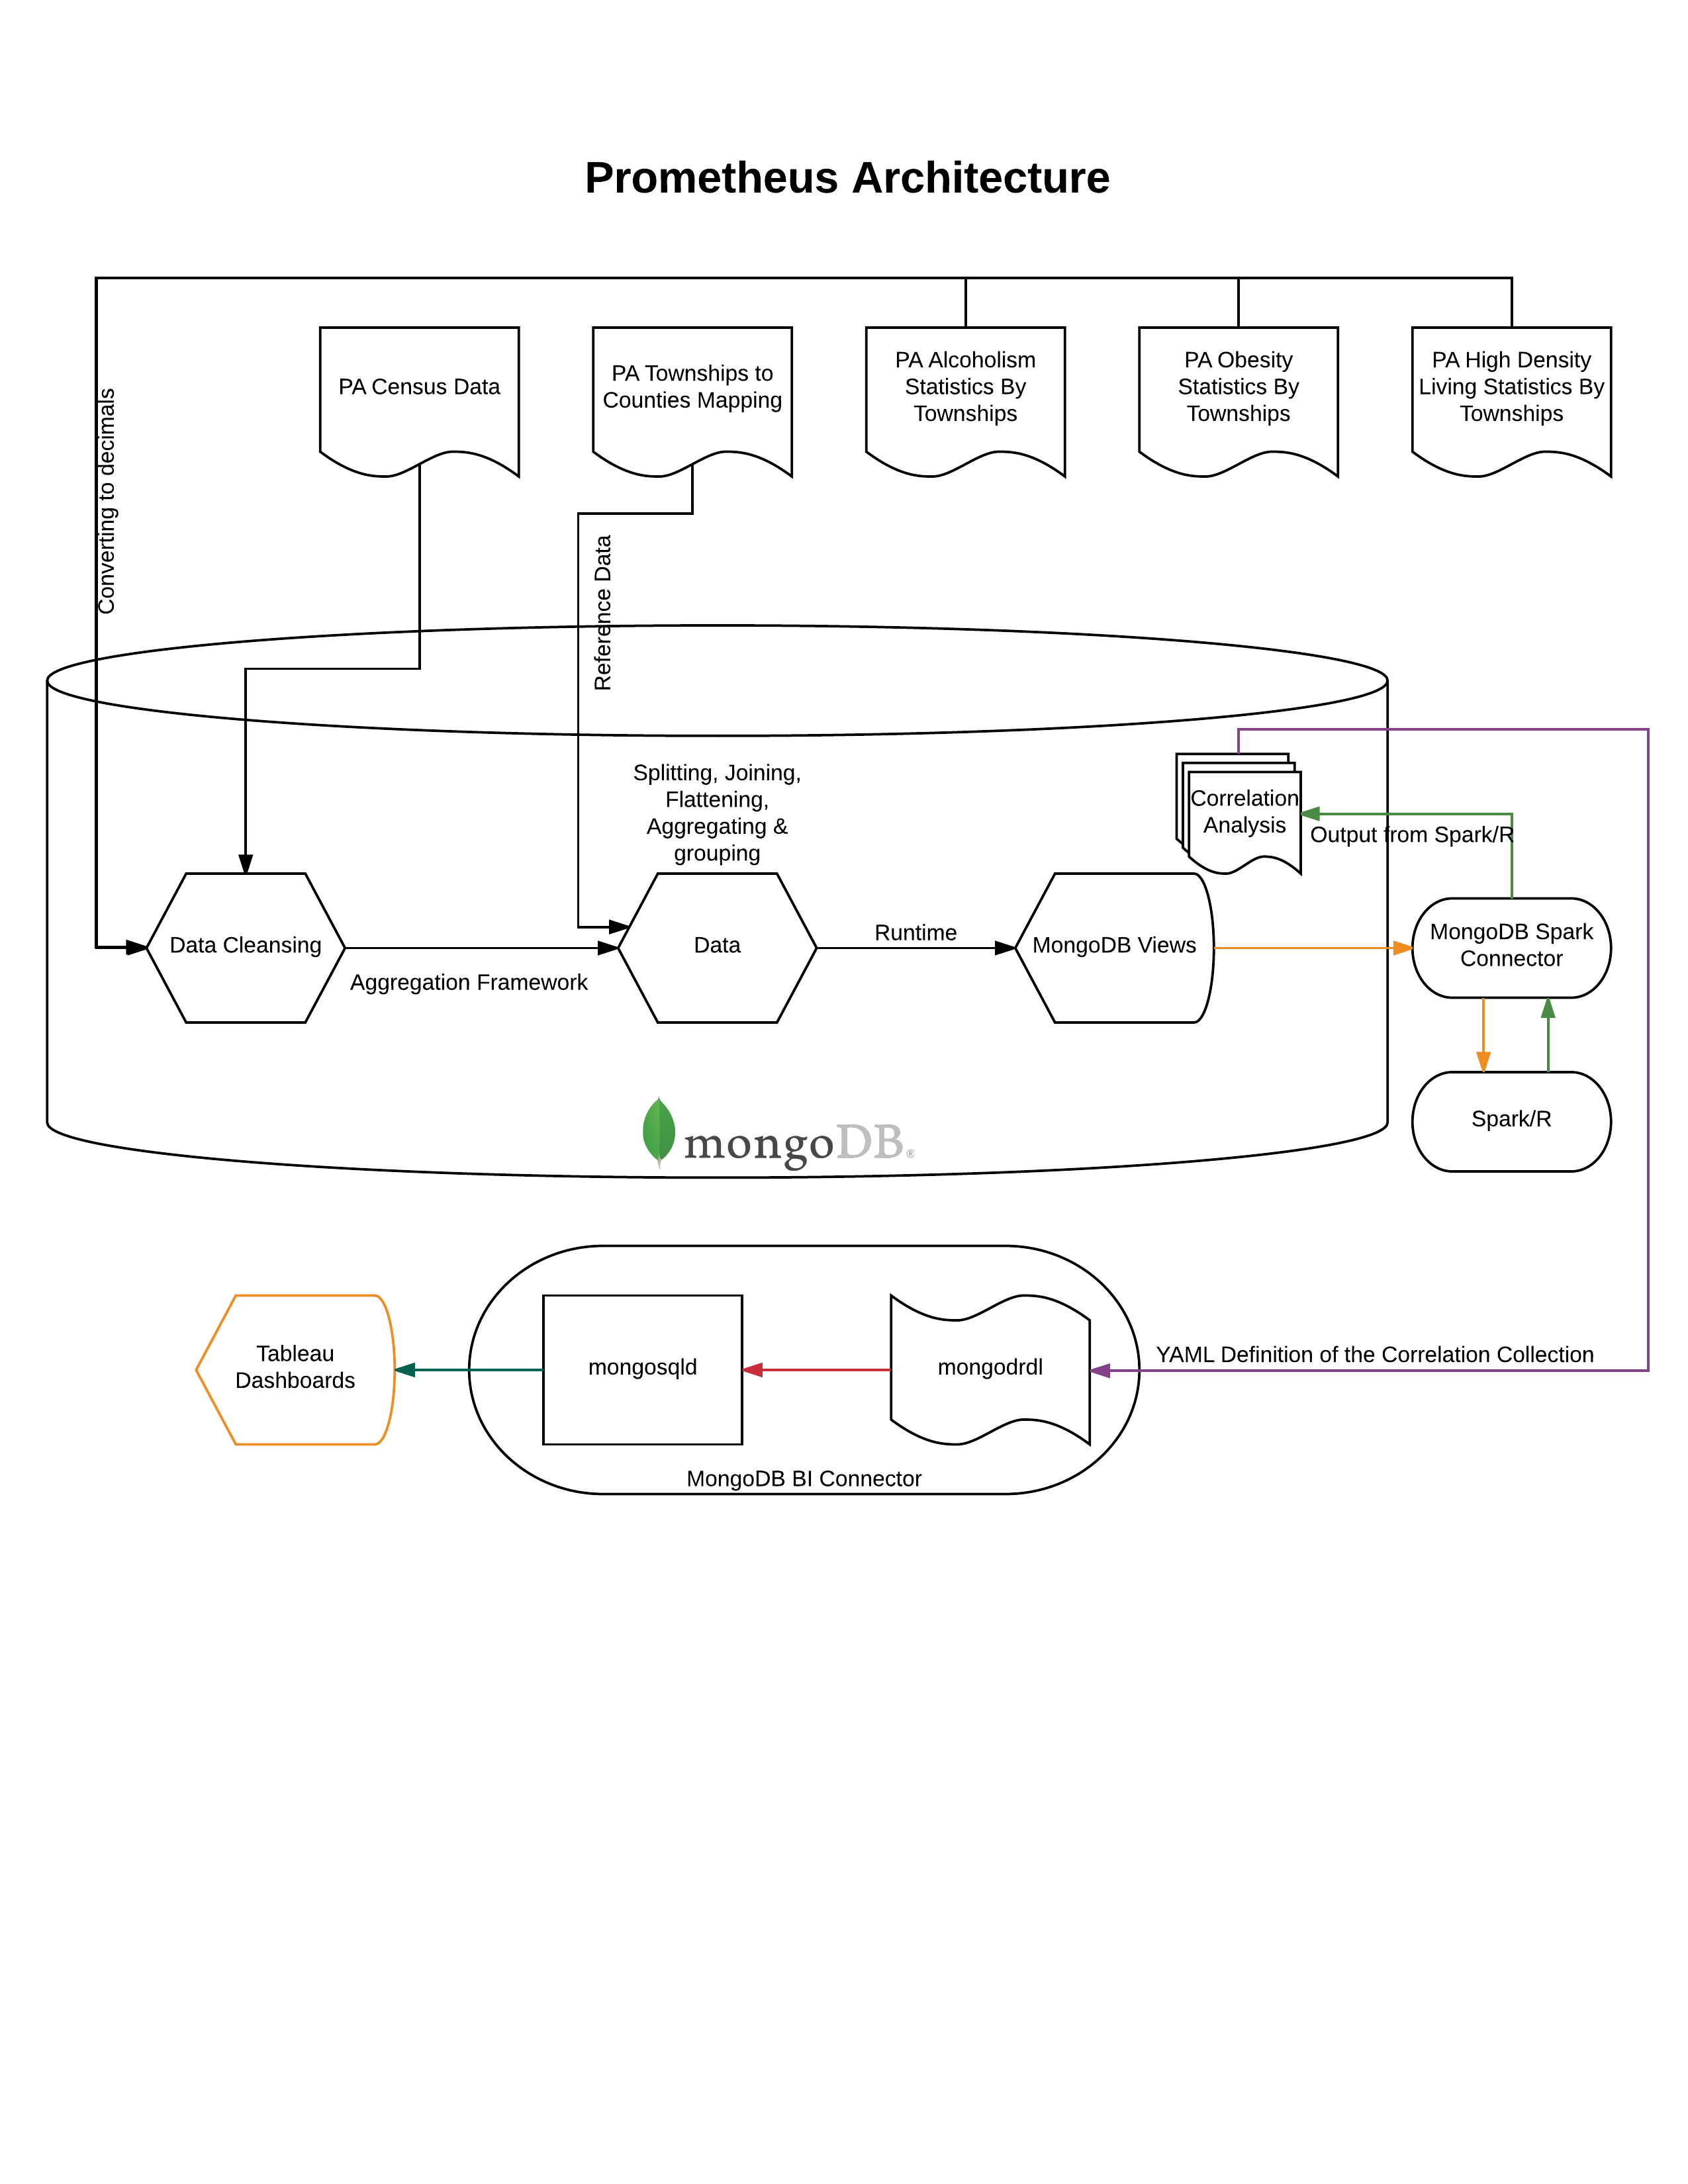 Prometheus Architecture
PA Census Data
PA Townships to
Counties Mapping
PA Alcoholism
Statistics By
Townships
PA Obesity
Statistics By
Townships
PA High Density
Living Statistics By
Townships
Converting to decimals
Reference Data
Splitting, Joining,
Flattening,
Aggregating &
grouping
Correlation
Analysis
Output from Spark/R
Data Cleansing
Aggregation Framework
Data
Runtime
MongoDB Views
MongoDB Spark
Connector
Spark/R
mongoDB®
Tableau
Dashboards
mongosqld
mongodrdl
YAML Definition of the Correlation Collection
MongoDB BI Connector